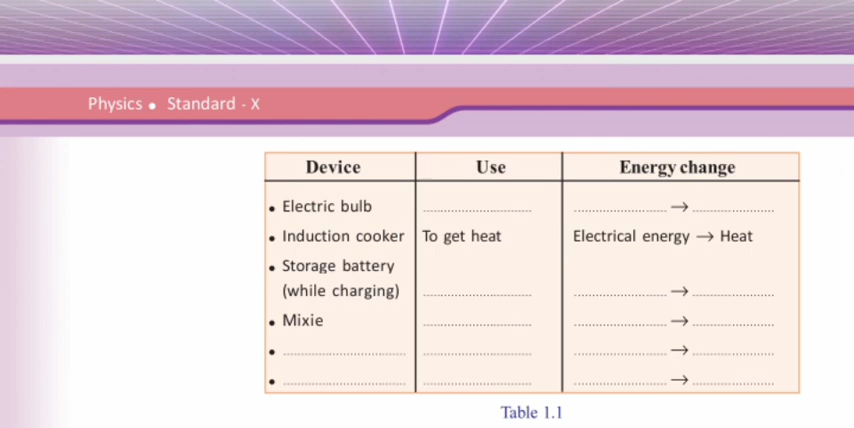 Physics ● Standard - X
Device Use Energy change
● Electric bulb ........................... ....................... → ....................
● Induction cooker To get heat Electrical energy → Heat
● Storage battery
(while charging) ........................... ....................... → ....................
● Mixie ........................... ....................... → ....................
● .............................. ........................... ....................... → ....................
● .............................. ........................... ....................... → ....................
Table 1.1